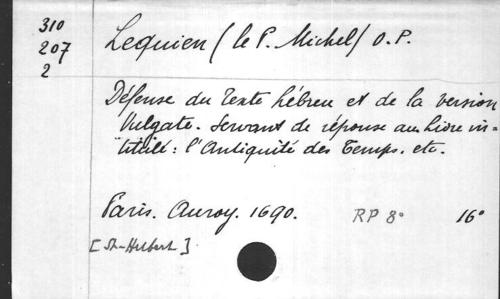 310
207
2
Lequien (le P. Michel) O.P.
Défense du Texte hébreu et de la version
Vulgate. Servant de réponse au Livre in-
titulé: l'Antiquité des Temps. etc.
Paris. Auroy. 1690. RP 8° 16°
[St-Hubert]